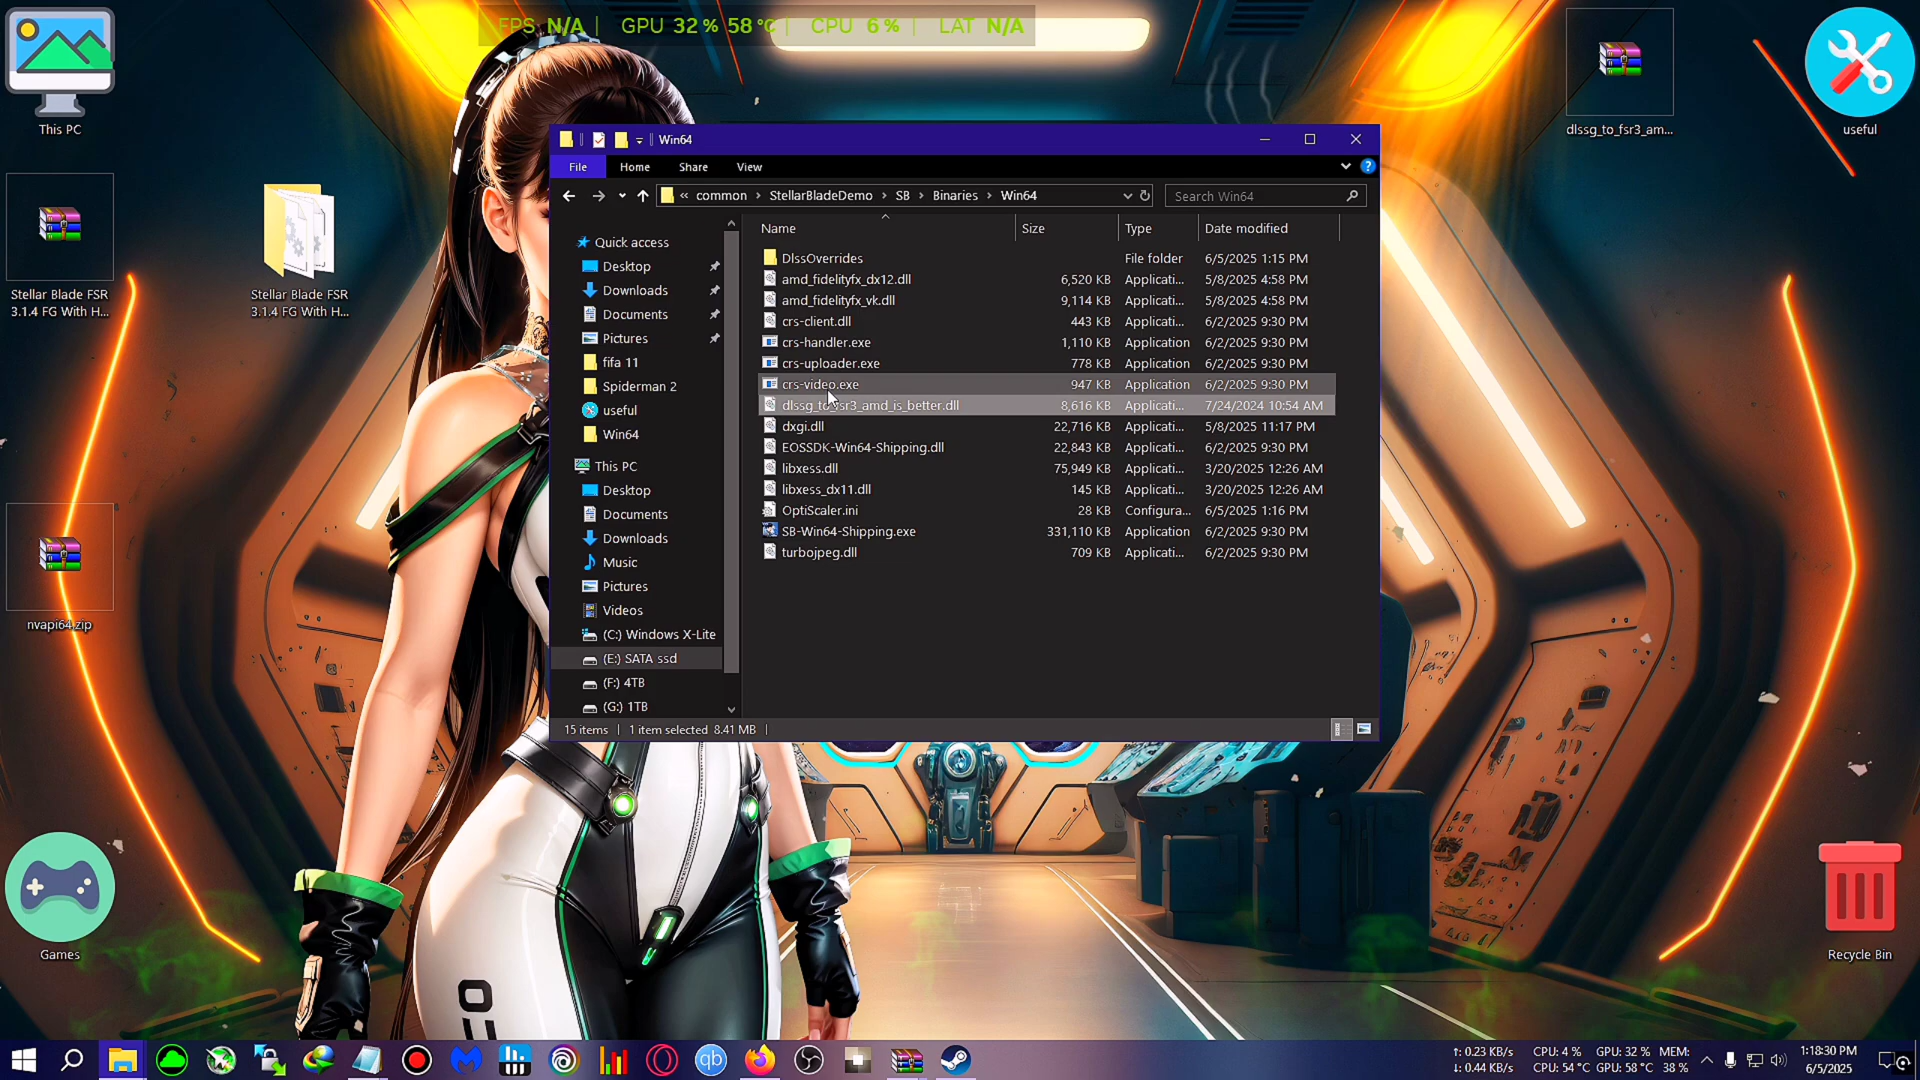 FPS N/A | GPU 32 % 58 °C | CPU 6 % | LAT N/A
This PC
dlssg_to_fsr3_am...
useful
Stellar Blade FSR
3.1.4 FG With H...
Stellar Blade FSR
3.1.4 FG With H...
nvapi64.zip
Games
Recycle Bin
Win64
File Home Share View
« common › StellarBladeDemo › SB › Binaries › Win64
Search Win64
Quick access
Desktop
Downloads
Documents
Pictures
fifa 11
Spiderman 2
useful
Win64
This PC
Desktop
Documents
Downloads
Music
Pictures
Videos
(C:) Windows X-Lite
(E:) SATA ssd
(F:) 4TB
(G:) 1TB
Name Size Type Date modified
DlssOverrides File folder 6/5/2025 1:15 PM
amd_fidelityfx_dx12.dll 6,520 KB Applicati... 5/8/2025 4:58 PM
amd_fidelityfx_vk.dll 9,114 KB Applicati... 5/8/2025 4:58 PM
crs-client.dll 443 KB Applicati... 6/2/2025 9:30 PM
crs-handler.exe 1,110 KB Application 6/2/2025 9:30 PM
crs-uploader.exe 778 KB Application 6/2/2025 9:30 PM
crs-video.exe 947 KB Application 6/2/2025 9:30 PM
dlssg_to_fsr3_amd_is_better.dll 8,616 KB Applicati... 7/24/2024 10:54 AM
dxgi.dll 22,716 KB Applicati... 5/8/2025 11:17 PM
EOSSDK-Win64-Shipping.dll 22,843 KB Applicati... 6/2/2025 9:30 PM
libxess.dll 75,949 KB Applicati... 3/20/2025 12:26 AM
libxess_dx11.dll 145 KB Applicati... 3/20/2025 12:26 AM
OptiScaler.ini 28 KB Configura... 6/5/2025 1:16 PM
SB-Win64-Shipping.exe 331,110 KB Application 6/2/2025 9:30 PM
turbojpeg.dll 709 KB Applicati... 6/2/2025 9:30 PM
15 items | 1 item selected 8.41 MB |
↑: 0.23 KB/s CPU: 4 % GPU: 32 % MEM:
↓: 0.44 KB/s CPU: 54 °C GPU: 58 °C 38 %
1:18:30 PM
6/5/2025